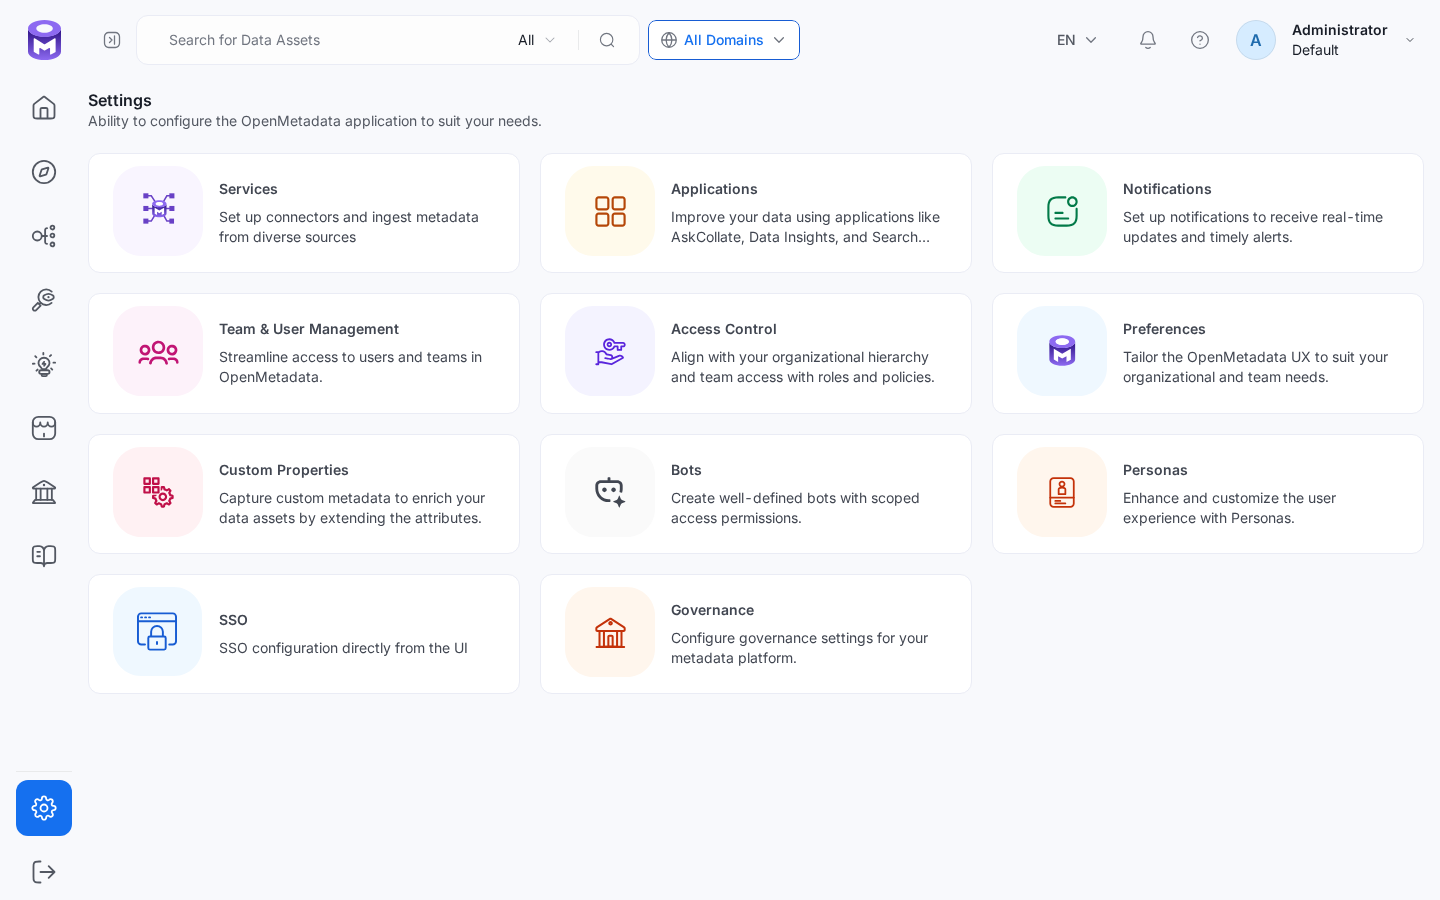 Search for Data Assets
All
All Domains
EN
A
Administrator
Default
Settings
Ability to configure the OpenMetadata application to suit your needs.
Services
Set up connectors and ingest metadata
from diverse sources
Applications
Improve your data using applications like
AskCollate, Data Insights, and Search...
Notifications
Set up notifications to receive real-time
updates and timely alerts.
Team & User Management
Streamline access to users and teams in
OpenMetadata.
Access Control
Align with your organizational hierarchy
and team access with roles and policies.
Preferences
Tailor the OpenMetadata UX to suit your
organizational and team needs.
Custom Properties
Capture custom metadata to enrich your
data assets by extending the attributes.
Bots
Create well-defined bots with scoped
access permissions.
Personas
Enhance and customize the user
experience with Personas.
SSO
SSO configuration directly from the UI
Governance
Configure governance settings for your
metadata platform.